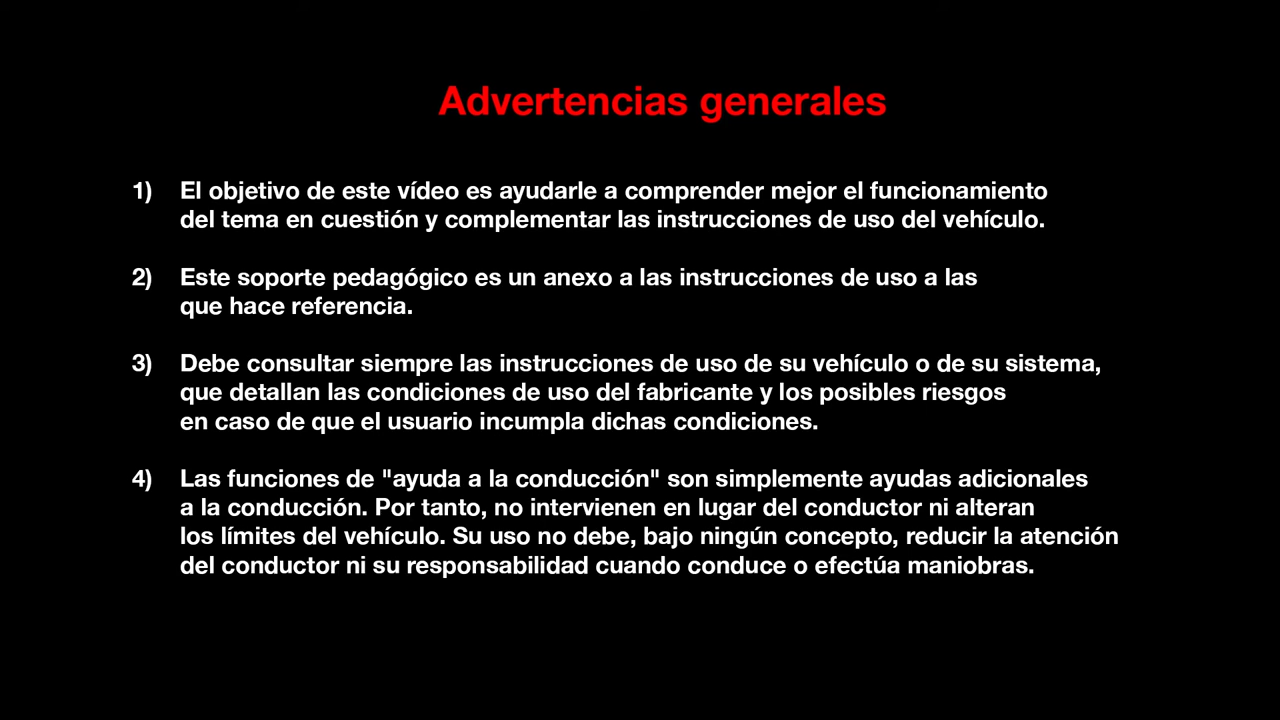 Advertencias generales
1) El objetivo de este vídeo es ayudarle a comprender mejor el funcionamiento
del tema en cuestión y complementar las instrucciones de uso del vehículo.
2) Este soporte pedagógico es un anexo a las instrucciones de uso a las
que hace referencia.
3) Debe consultar siempre las instrucciones de uso de su vehículo o de su sistema,
que detallan las condiciones de uso del fabricante y los posibles riesgos
en caso de que el usuario incumpla dichas condiciones.
4) Las funciones de "ayuda a la conducción" son simplemente ayudas adicionales
a la conducción. Por tanto, no intervienen en lugar del conductor ni alteran
los límites del vehículo. Su uso no debe, bajo ningún concepto, reducir la atención
del conductor ni su responsabilidad cuando conduce o efectúa maniobras.